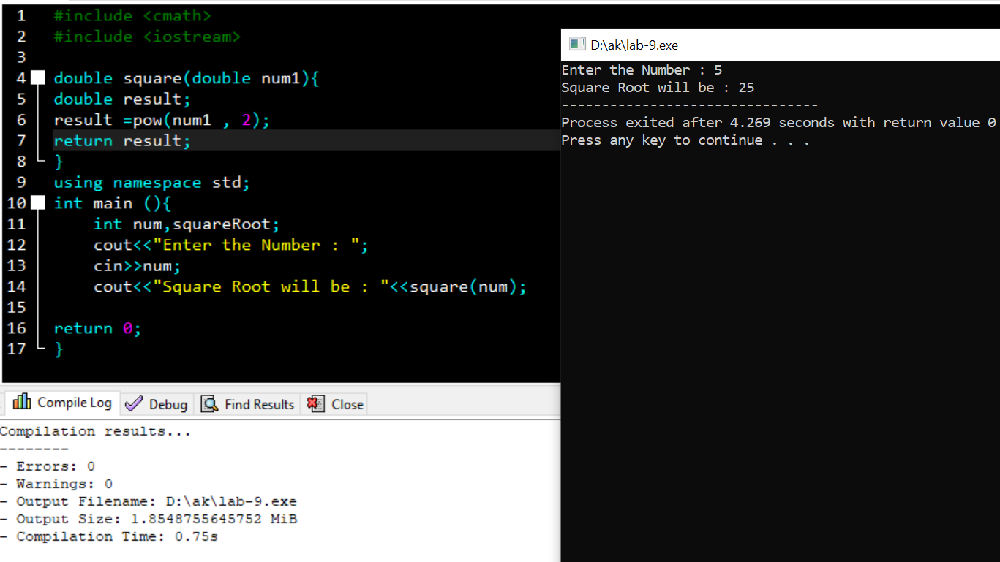 1 #include <cmath>
2 #include <iostream>
3
4 double square(double num1){
5 double result;
6 result =pow(num1 , 2);
7 return result;
8 }
9 using namespace std;
10 int main (){
11     int num,squareRoot;
12     cout<<"Enter the Number : ";
13     cin>>num;
14     cout<<"Square Root will be : "<<square(num);
15
16 return 0;
17 }
D:\ak\lab-9.exe
Enter the Number : 5
Square Root will be : 25
--------------------------------
Process exited after 4.269 seconds with return value 0
Press any key to continue . . .
Compile Log Debug Find Results Close
Compilation results...
--------
- Errors: 0
- Warnings: 0
- Output Filename: D:\ak\lab-9.exe
- Output Size: 1.8548755645752 MiB
- Compilation Time: 0.75s